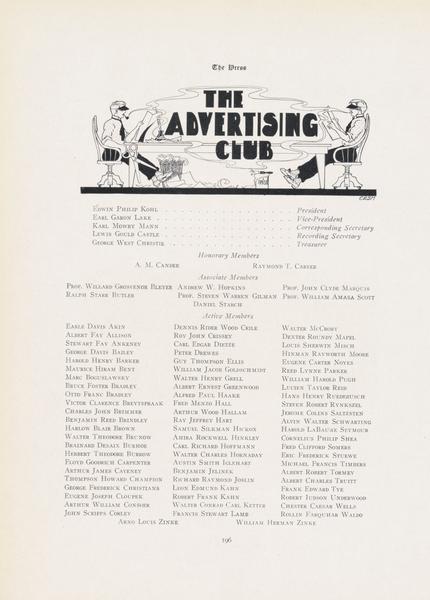 The Press
THE
ADVERTISING
CLUB
EDWIN PHILIP KOHL . . . . . . . . . . President
EARL GARON LAKE . . . . . . . . . . Vice-President
KARL MOWRY MANN . . . . . . . . . . Corresponding Secretary
LEWIS GOULD CASTLE . . . . . . . . . . Recording Secretary
GEORGE WEST CHRISTIE . . . . . . . . . . Treasurer
Honorary Members
A. M. CANDEE RAYMOND T. CARVER
Associate Members
PROF. WILLARD GROSVENOR BLEYER ANDREW W. HOPKINS PROF. JOHN CLYDE MARQUIS
RALPH STARR BUTLER PROF. STEVEN WARREN GILMAN PROF. WILLIAM AMASA SCOTT
DANIEL STARCH
Active Members
EARLE DAVIS AKIN DENNIS RIDER WOOD CRILE WALTER MCCRORY
ALBERT FAY ALLISON ROY JOHN CRISSEY DEXTER ROUNDY MAPEL
STEWART FAY ANKENEY CARL EDGAR DIETZE LOUIS SHERWIN MISCH
GEORGE DAVIS BAILEY PETER DREWES HINMAN RAYWORTH MOORE
HAROLD HENRY BARKER GUY THOMPSON ELLIS EUGENE CARTER NOYES
MAURICE HIRAM BENT WILLIAM JACOB GOLDSCHMIDT REED LYNNE PARKER
MARC BOGUSLAWSKY WALTER HENRY GRELL WILLIAM HAROLD PUGH
BRUCE FOSTER BRADLEY ALBERT ERNEST GREENWOOD LUCIEN TAYLOR REID
OTIE FRANC BRADLEY ALFRED PAUL HAAKE HANS HENRY RUEDEBUSCH
VICTOR CLARENCE BRATVSPRAAK FRED MENZO HALL STEVEN ROBERT RYNKSZEL
CHARLES JOHN BRIMMER ARTHUR WOOD HALLAM JEROME COLINS SALTZSTEN
BENJAMIN REED BRINDLEY RAY JEFFREY HART ALVIN WALTER SCHWARTING
HARLOW BLAIR BROWN SAMUEL SILKMAN HICKOX HAROLD LABAURE SEYMOUR
WALTER THEODORE BRUNOW AHIRA ROCKWELL HINKLEY CORNELIUS PHILIP SHEA
BRAINARD DESAIX BURHOE CARL RICHARD HOFFMANN FRED CLIFFORD SOMERS
HERBERT THEODORE BURROW WALTER CHARLES HORNADAY ERIC FREDERICK STURWE
FLOYD GOODRICH CARPENTER AUSTIN SMITH IGLEHART MICHAEL FRANCIS TIMBERS
ARTHUR JAMES CAVENEY BENJAMIN JELINEK ALBERT ROBERT TORMEY
THOMPSON HOWARD CHAMPION RICHARD RAYMOND JOSLIN ALBERT CHARLES TRUITT
GEORGE FREDERICK CHRISTIANS LEON EDMUND KAHN FRANK EDWARD TYE
EUGENE JOSEPH CLOUPEK ROBERT FRANK KAHN ROBERT JUDSON UNDERWOOD
ARTHUR WILLIAM CONSHER WALTER CONRAD CARL KETTER CHESTER CAESAR WELLS
JOHN SCRIPPS CORLEY FRANCIS STEWART LAMB ROLLIN FARQUHAR WALDO
ARNO LOUIS ZINKE WILLIAM HERMAN ZINKE
196